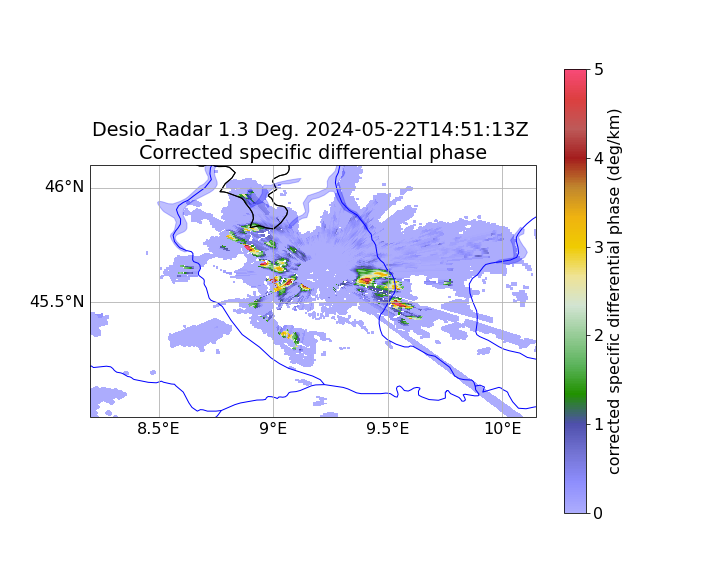 Desio_Radar 1.3 Deg. 2024-05-22T14:51:13Z
Corrected specific differential phase
46°N
45.5°N
8.5°E
9°E
9.5°E
10°E
5
4
3
2
1
0
corrected specific differential phase (deg/km)